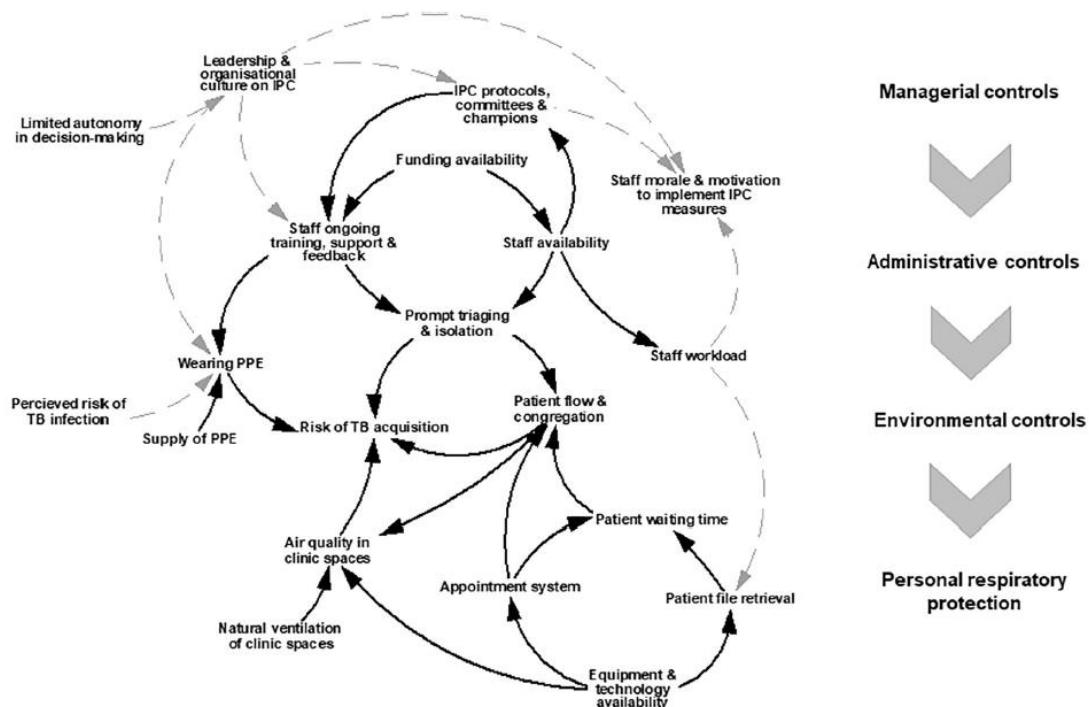 Leadership &
organisational
culture on IPC
IPC protocols,
committees &
champions
Limited autonomy
in decision-making
Funding availability
Staff morale & motivation
to implement IPC
measures
Staff ongoing
training, support &
feedback
Staff availability
Prompt triaging
& isolation
Wearing PPE
Staff workload
Percieved risk of
TB infection
Supply of PPE
Risk of TB acquisition
Patient flow &
congregation
Patient waiting time
Air quality in
clinic spaces
Appointment system
Patient file retrieval
Natural ventilation
of clinic spaces
Equipment &
technology
availability
Managerial controls
Administrative controls
Environmental controls
Personal respiratory
protection